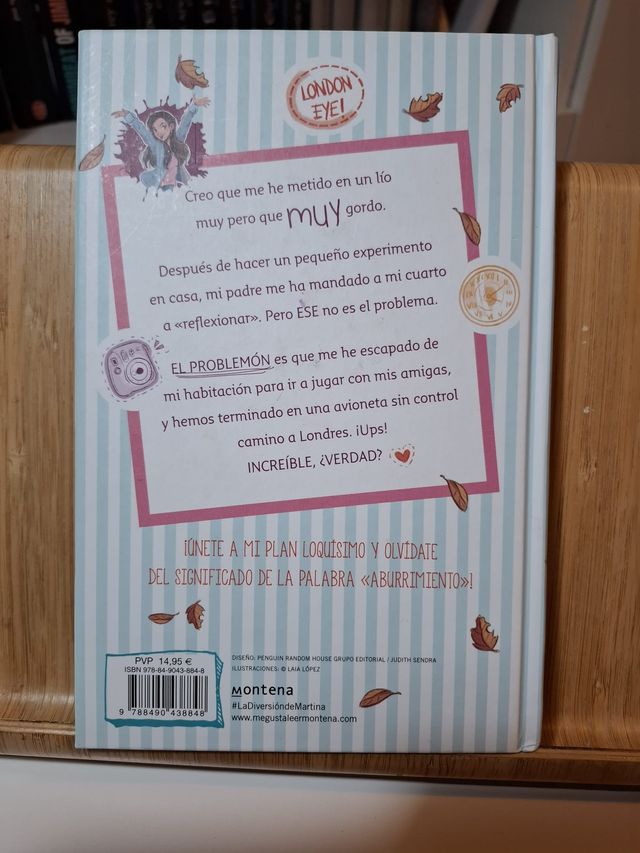 LONDON
EYE!
Creo que me he metido en un lío
muy pero que MUY gordo.
Después de hacer un pequeño experimento
en casa, mi padre me ha mandado a mi cuarto
a «reflexionar». Pero ESE no es el problema.
EL PROBLEMÓN es que me he escapado de
mi habitación para ir a jugar con mis amigas,
y hemos terminado en una avioneta sin control
camino a Londres. ¡Ups!
INCREÍBLE, ¿VERDAD?
¡ÚNETE A MI PLAN LOQUÍSIMO Y OLVÍDATE
DEL SIGNIFICADO DE LA PALABRA «ABURRIMIENTO»!
PVP 14,95 €
ISBN 978-84-9043-884-8
9 788490 438848
DISEÑO: PENGUIN RANDOM HOUSE GRUPO EDITORIAL / JUDITH SENDRA
ILUSTRACIONES: © LAIA LÓPEZ
montena
#LaDiversióndeMartina
www.megustaleermontena.com